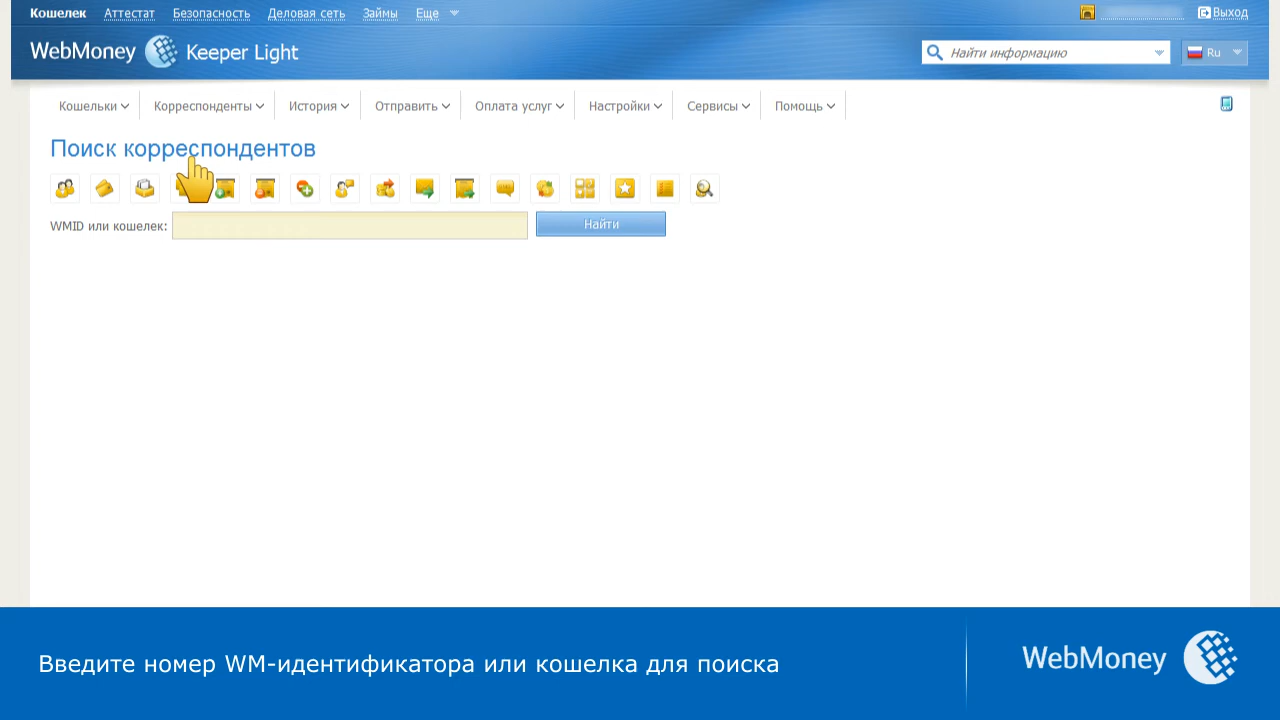 Кошелек Аттестат Безопасность Деловая сеть Займы Еще Выход
WebMoney Keeper Light Найти информацию Ru
Кошельки Корреспонденты История Отправить Оплата услуг Настройки Сервисы Помощь
Поиск корреспондентов
WMID или кошелек: Найти
Введите номер WM-идентификатора или кошелка для поиска
WebMoney